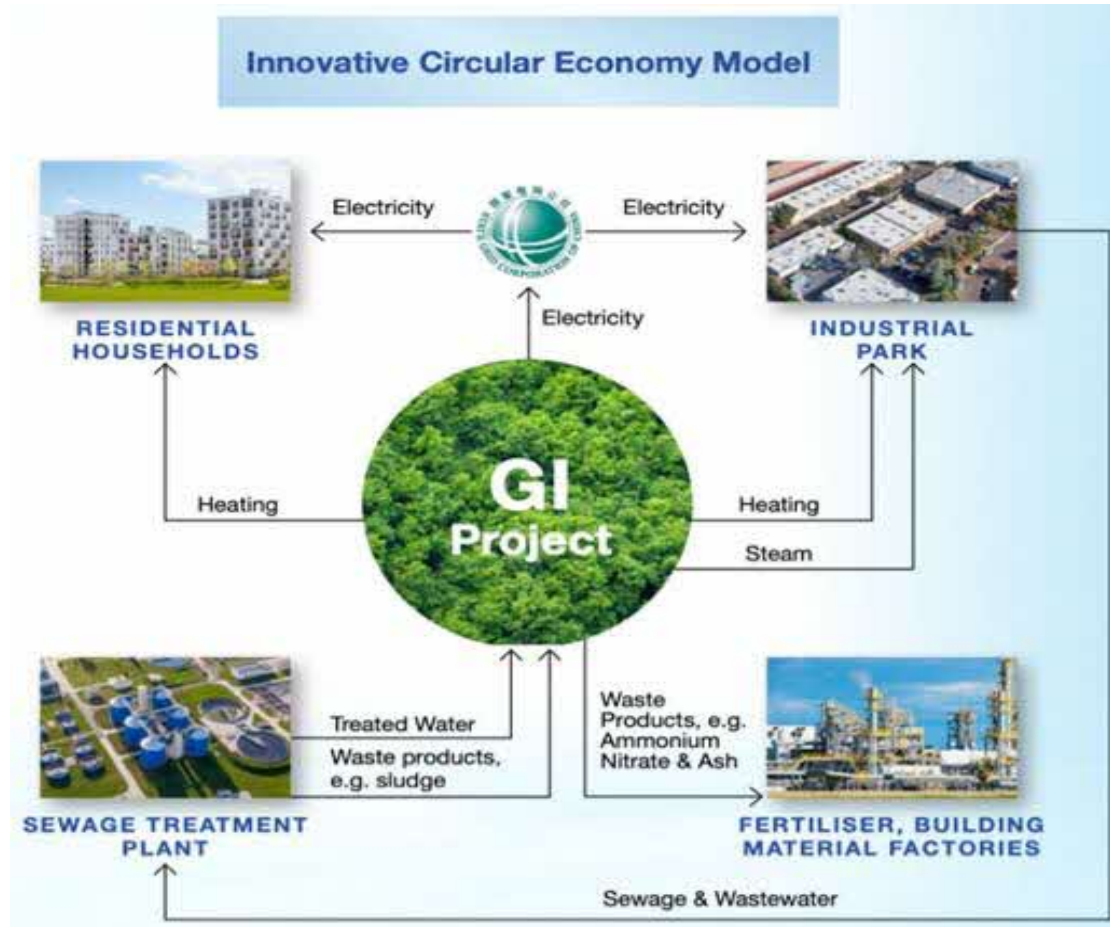 Innovative Circular Economy Model
Electricity
Electricity
RESIDENTIAL
HOUSEHOLDS
Electricity
INDUSTRIAL
PARK
GI
Project
Heating
Heating
Steam
Treated Water
Waste products,
e.g. sludge
Waste
Products, e.g.
Ammonium
Nitrate & Ash
SEWAGE TREATMENT
PLANT
FERTILISER, BUILDING
MATERIAL FACTORIES
Sewage & Wastewater